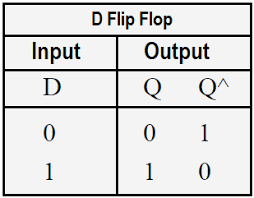 D Flip Flop
Input Output
D Q Q^
0 0 1
1 1 0